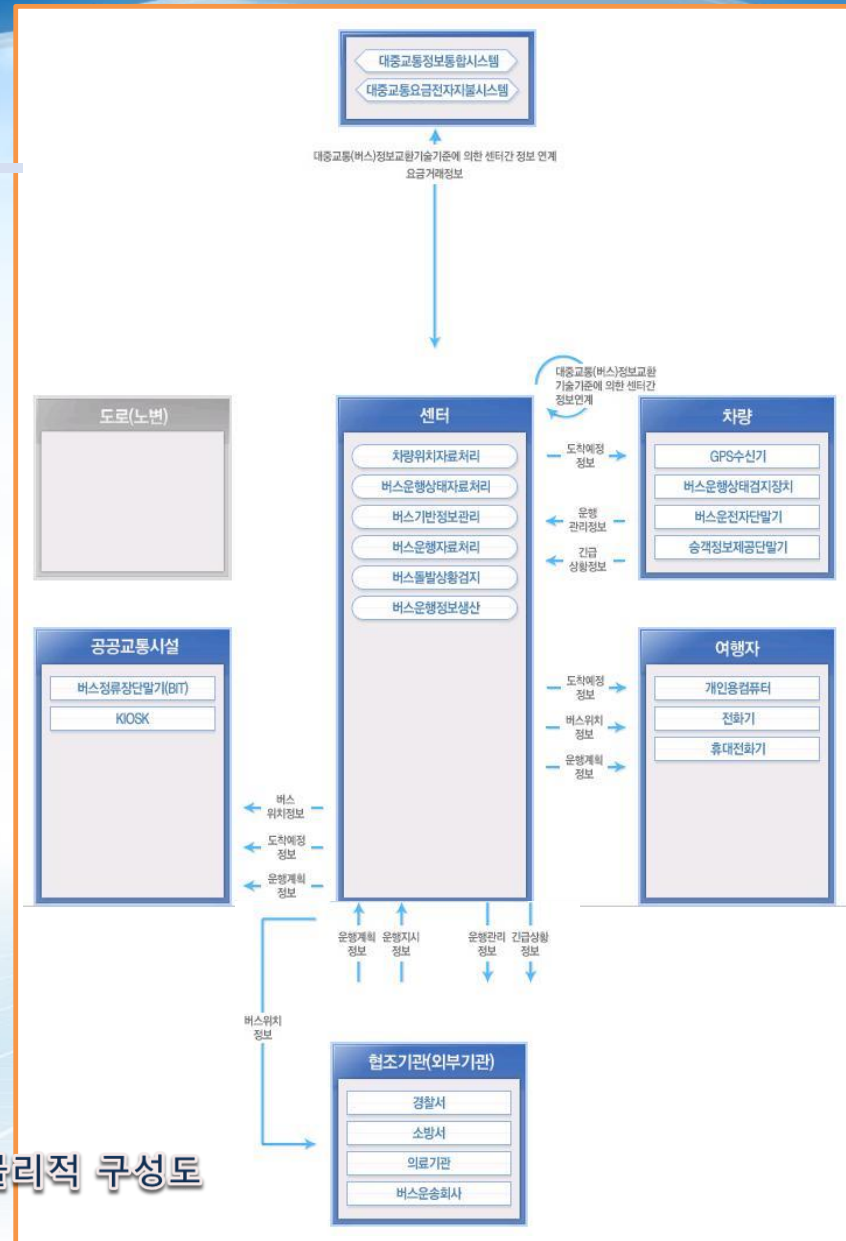 대중교통정보통합시스템
대중교통요금전자지불시스템
대중교통(버스)정보교환기술기준에 의한 센터간 정보 연계
요금거래정보
대중교통(버스)정보교환
기술기준에 의한 센터간
정보연계
도로(노변)
센터
차량위치자료처리
버스운행상태자료처리
버스기반정보관리
버스운행자료처리
버스돌발상황검지
버스운행정보생산
도착예정
정보
운행
관리정보
긴급
상황정보
차량
GPS수신기
버스운행상태검지장치
버스운전자단말기
승객정보제공단말기
공공교통시설
버스정류장단말기(BIT)
KIOSK
도착예정
정보
버스위치
정보
운행계획
정보
여행자
개인용컴퓨터
전화기
휴대전화기
버스
위치정보
도착예정
정보
운행계획
정보
운행계획
정보
운행지시
정보
운행관리
정보
긴급상황
정보
버스위치
정보
협조기관(외부기관)
경찰서
소방서
의료기관
버스운송회사
물리적 구성도